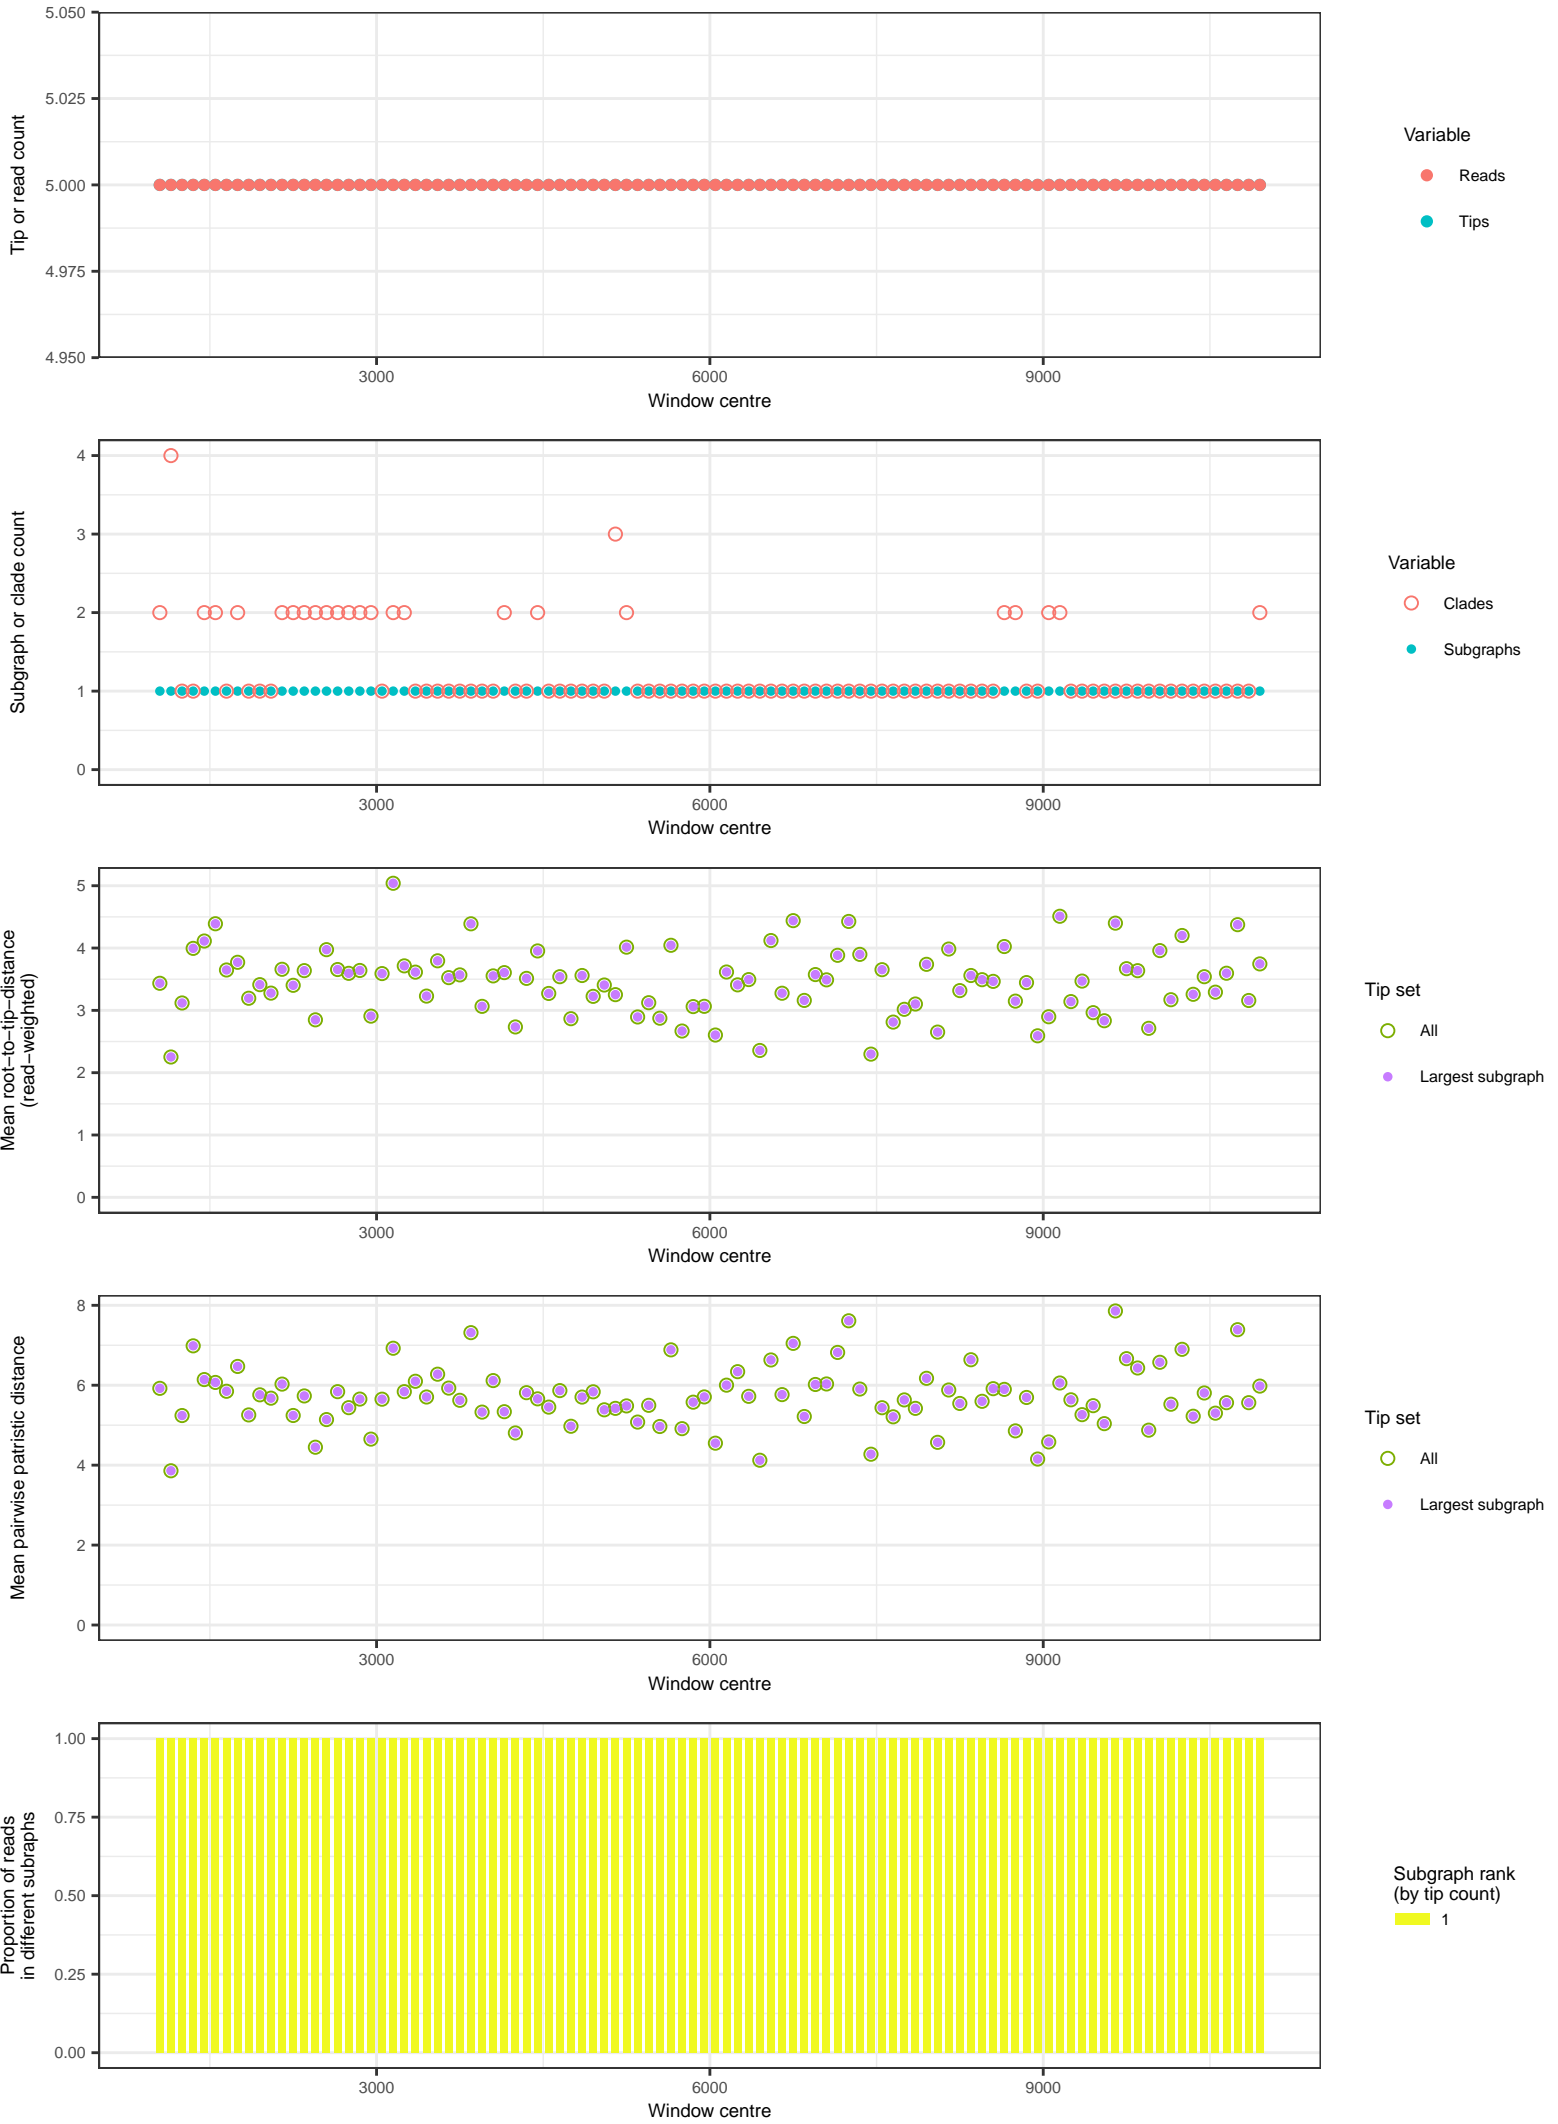 5.050
5.025
5.000
4.975
4.950
Tip or read count
3000 6000 9000
Window centre
Variable
Reads
Tips
4
3
2
1
0
Subgraph or clade count
3000 6000 9000
Window centre
Variable
Clades
Subgraphs
5
4
3
2
1
0
Mean root−to−tip−distance
(read−weighted)
3000 6000 9000
Window centre
Tip set
All
Largest subgraph
8
6
4
2
0
Mean pairwise patristic distance
3000 6000 9000
Window centre
Tip set
All
Largest subgraph
1.00
0.75
0.50
0.25
0.00
Proportion of reads
in different subraphs
3000 6000 9000
Window centre
Subgraph rank
(by tip count)
1